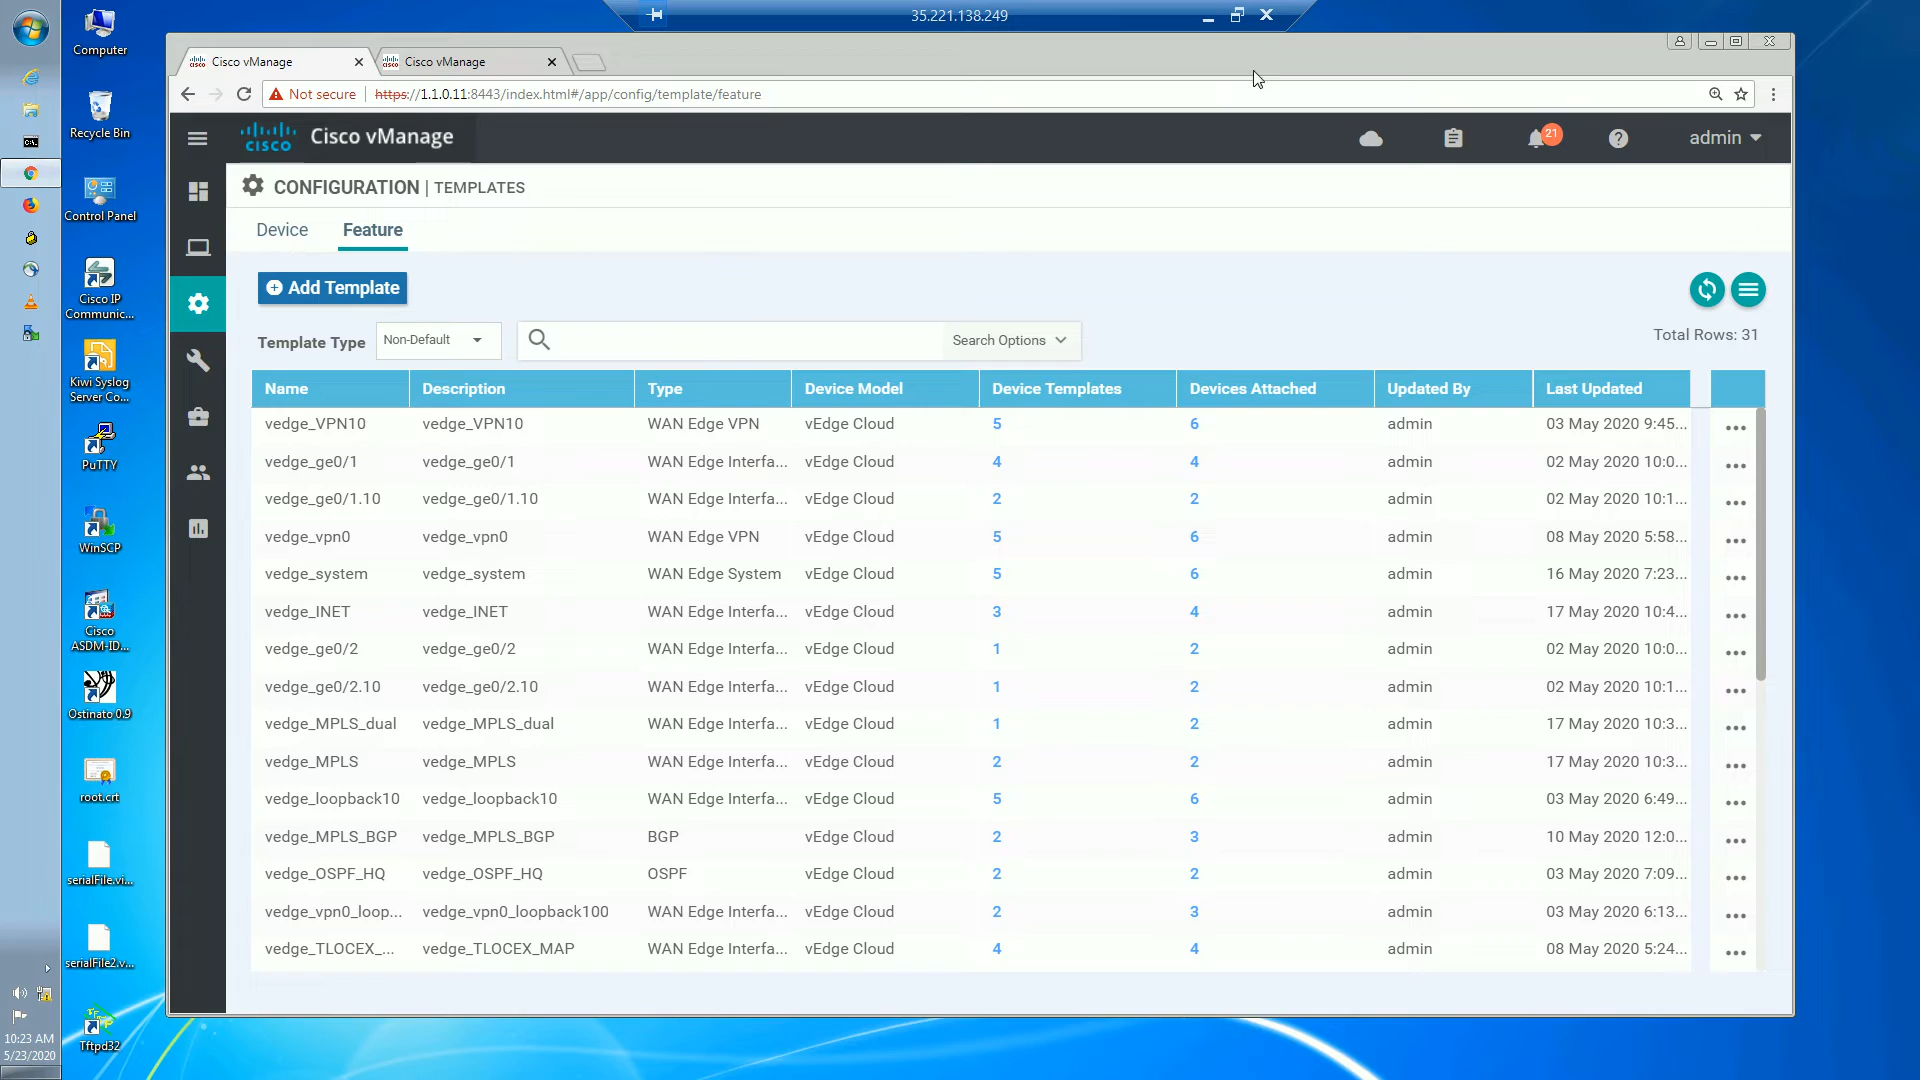 35.221.138.249
Computer
Recycle Bin
Control Panel
Cisco IP
Communic...
Kiwi Syslog
Server Co...
PuTTY
WinSCP
Cisco
ASDM-ID...
Ostinato 0.9
root.crt
serialFile.vi...
serialFile2.v...
Tftpd32
10:23 AM
5/23/2020
Cisco vManage
Cisco vManage
Not secure
https://1.1.0.11:8443/index.html#/app/config/template/feature
cisco
Cisco vManage
21
admin
CONFIGURATION | TEMPLATES
Device
Feature
Add Template
Template Type
Non-Default
Search Options
Total Rows: 31
Name Description Type Device Model Device Templates Devices Attached Updated By Last Updated
vedge_VPN10 vedge_VPN10 WAN Edge VPN vEdge Cloud 5 6 admin 03 May 2020 9:45...
vedge_ge0/1 vedge_ge0/1 WAN Edge Interfa... vEdge Cloud 4 4 admin 02 May 2020 10:0...
vedge_ge0/1.10 vedge_ge0/1.10 WAN Edge Interfa... vEdge Cloud 2 2 admin 02 May 2020 10:1...
vedge_vpn0 vedge_vpn0 WAN Edge VPN vEdge Cloud 5 6 admin 08 May 2020 5:58...
vedge_system vedge_system WAN Edge System vEdge Cloud 5 6 admin 16 May 2020 7:23...
vedge_INET vedge_INET WAN Edge Interfa... vEdge Cloud 3 4 admin 17 May 2020 10:4...
vedge_ge0/2 vedge_ge0/2 WAN Edge Interfa... vEdge Cloud 1 2 admin 02 May 2020 10:0...
vedge_ge0/2.10 vedge_ge0/2.10 WAN Edge Interfa... vEdge Cloud 1 2 admin 02 May 2020 10:1...
vedge_MPLS_dual vedge_MPLS_dual WAN Edge Interfa... vEdge Cloud 1 2 admin 17 May 2020 10:3...
vedge_MPLS vedge_MPLS WAN Edge Interfa... vEdge Cloud 2 2 admin 17 May 2020 10:3...
vedge_loopback10 vedge_loopback10 WAN Edge Interfa... vEdge Cloud 5 6 admin 03 May 2020 6:49...
vedge_MPLS_BGP vedge_MPLS_BGP BGP vEdge Cloud 2 3 admin 10 May 2020 12:0...
vedge_OSPF_HQ vedge_OSPF_HQ OSPF vEdge Cloud 2 2 admin 03 May 2020 7:09...
vedge_vpn0_loop... vedge_vpn0_loopback100 WAN Edge Interfa... vEdge Cloud 2 3 admin 03 May 2020 6:13...
vedge_TLOCEX_... vedge_TLOCEX_MAP WAN Edge Interfa... vEdge Cloud 4 4 admin 08 May 2020 5:24...